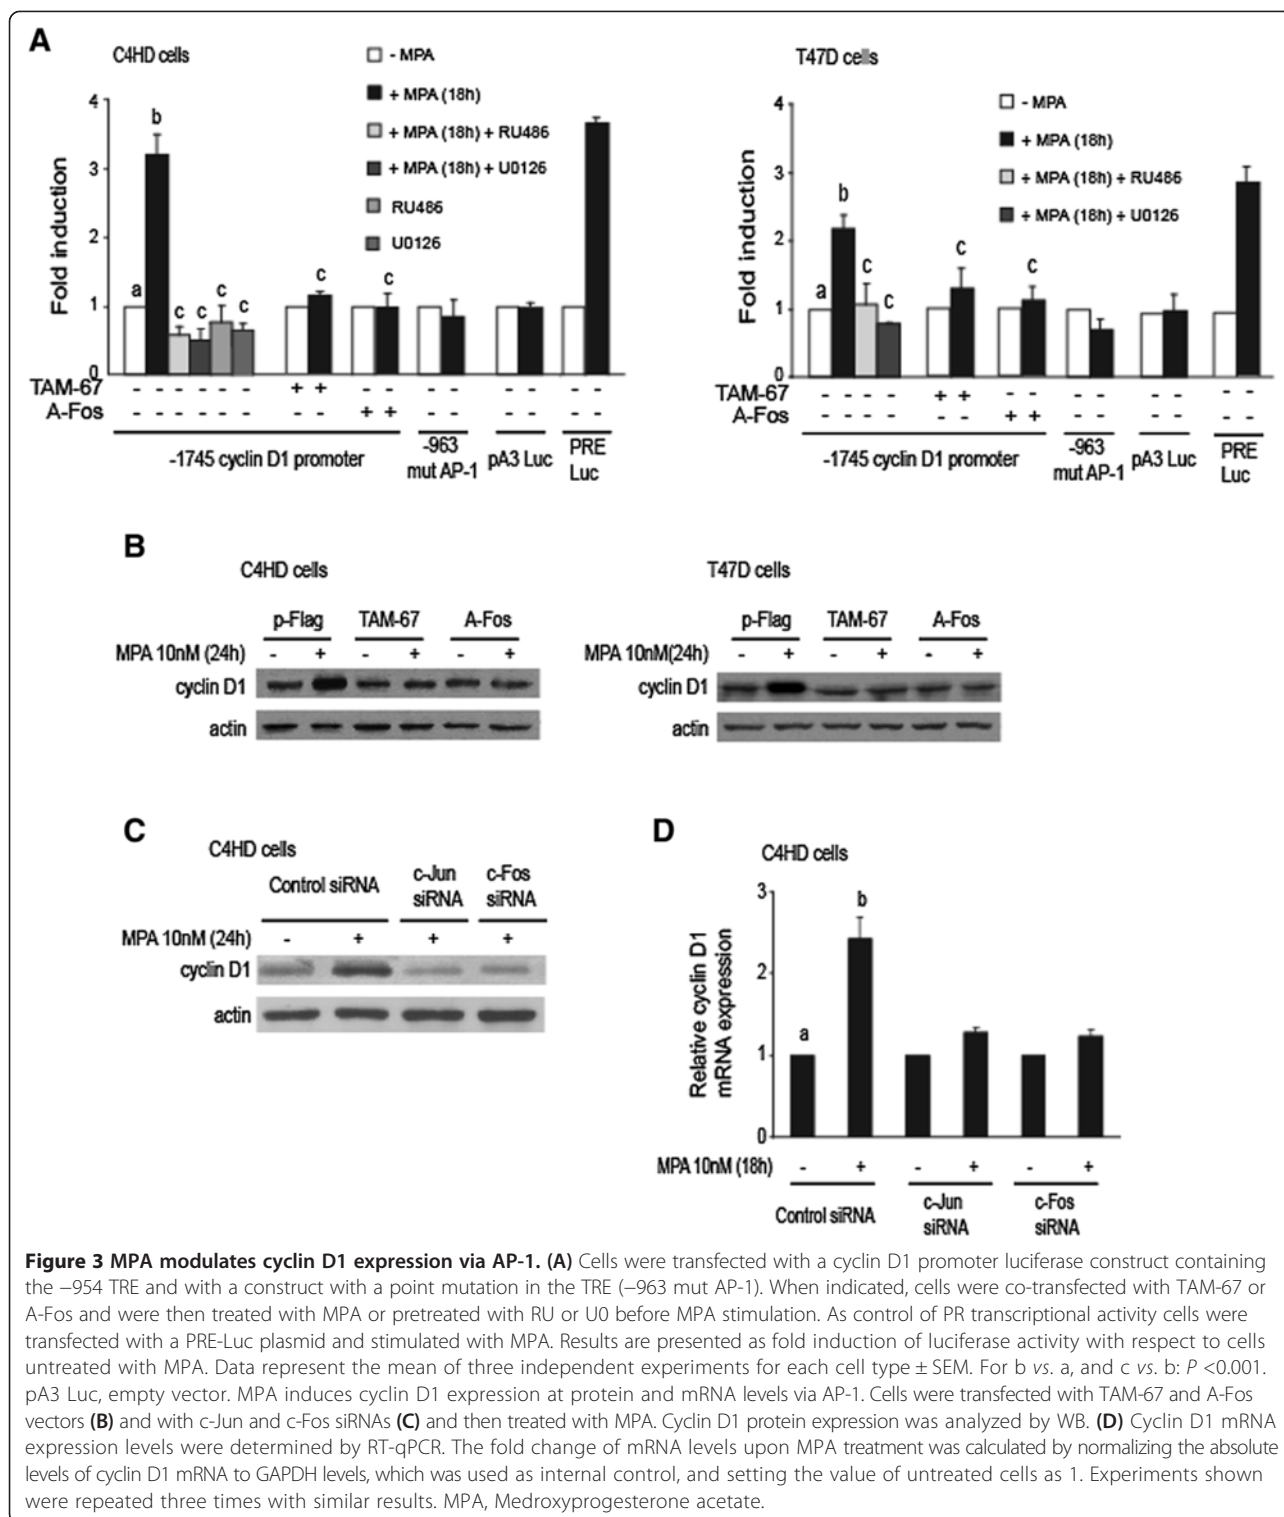 A
C4HD cells
- MPA
+ MPA (18h)
+ MPA (18h) + RU486
+ MPA (18h) + U0126
RU486
U0126
Fold induction
4
3
2
1
0
a
b
c
c
c
c
c
c
TAM-67 - - - - - - + + - - - - - - - -
A-Fos - - - - - - - - + + - - - - - -
-1745 cyclin D1 promoter
-963
mut AP-1
pA3 Luc
PRE
Luc
T47D cells
- MPA
+ MPA (18h)
+ MPA (18h) + RU486
+ MPA (18h) + U0126
Fold induction
4
3
2
1
0
a
b
c
c
c
c
TAM-67 - - - - + + - - - - - - - -
A-Fos - - - - - - + + - - - - - -
-1745 cyclin D1 promoter
-963
mut AP-1
pA3 Luc
PRE
Luc
B
C4HD cells
p-Flag TAM-67 A-Fos
MPA 10nM (24h) - + - + - +
cyclin D1
actin
T47D cells
p-Flag TAM-67 A-Fos
MPA 10nM(24h) - + - + - +
cyclin D1
actin
C
C4HD cells
Control siRNA
c-Jun
siRNA
c-Fos
siRNA
MPA 10nM (24h) - + + +
cyclin D1
actin
D
C4HD cells
Relative cyclin D1
mRNA expression
3
2
1
0
a
b
MPA 10nM (18h) - + - + - +
Control siRNA
c-Jun
siRNA
c-Fos
siRNA
Figure 3 MPA modulates cyclin D1 expression via AP-1. (A) Cells were transfected with a cyclin D1 promoter luciferase construct containing
the −954 TRE and with a construct with a point mutation in the TRE (−963 mut AP-1). When indicated, cells were co-transfected with TAM-67 or
A-Fos and were then treated with MPA or pretreated with RU or U0 before MPA stimulation. As control of PR transcriptional activity cells were
transfected with a PRE-Luc plasmid and stimulated with MPA. Results are presented as fold induction of luciferase activity with respect to cells
untreated with MPA. Data represent the mean of three independent experiments for each cell type ± SEM. For b vs. a, and c vs. b: P <0.001.
pA3 Luc, empty vector. MPA induces cyclin D1 expression at protein and mRNA levels via AP-1. Cells were transfected with TAM-67 and A-Fos
vectors (B) and with c-Jun and c-Fos siRNAs (C) and then treated with MPA. Cyclin D1 protein expression was analyzed by WB. (D) Cyclin D1 mRNA
expression levels were determined by RT-qPCR. The fold change of mRNA levels upon MPA treatment was calculated by normalizing the absolute
levels of cyclin D1 mRNA to GAPDH levels, which was used as internal control, and setting the value of untreated cells as 1. Experiments shown
were repeated three times with similar results. MPA, Medroxyprogesterone acetate.